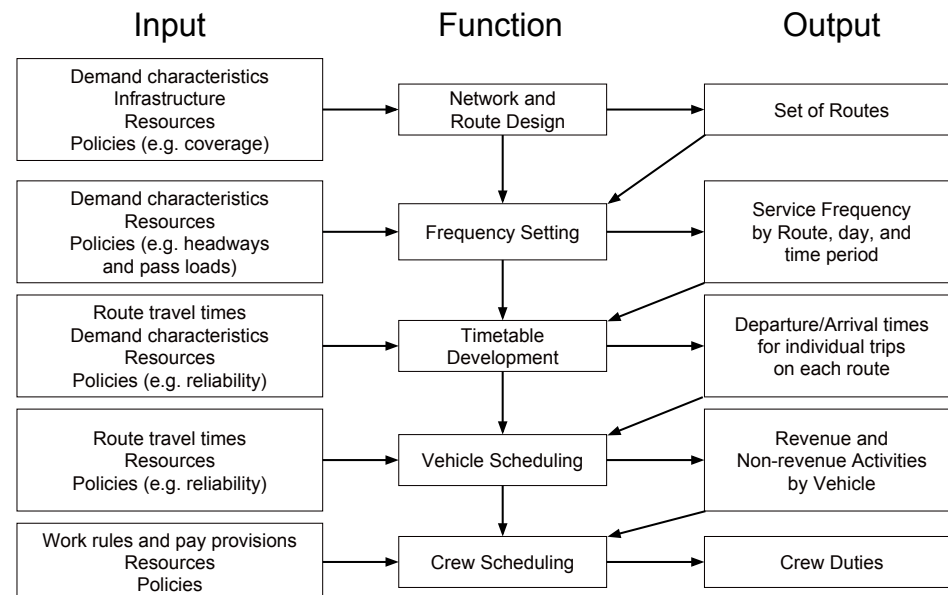 Input
Function
Output
Demand characteristics
Infrastructure
Resources
Policies (e.g. coverage)
Network and
Route Design
Set of Routes
Demand characteristics
Resources
Policies (e.g. headways
and pass loads)
Frequency Setting
Service Frequency
by Route, day, and
time period
Route travel times
Demand characteristics
Resources
Policies (e.g. reliability)
Timetable
Development
Departure/Arrival times
for individual trips
on each route
Route travel times
Resources
Policies (e.g. reliability)
Vehicle Scheduling
Revenue and
Non-revenue Activities
by Vehicle
Work rules and pay provisions
Resources
Policies
Crew Scheduling
Crew Duties